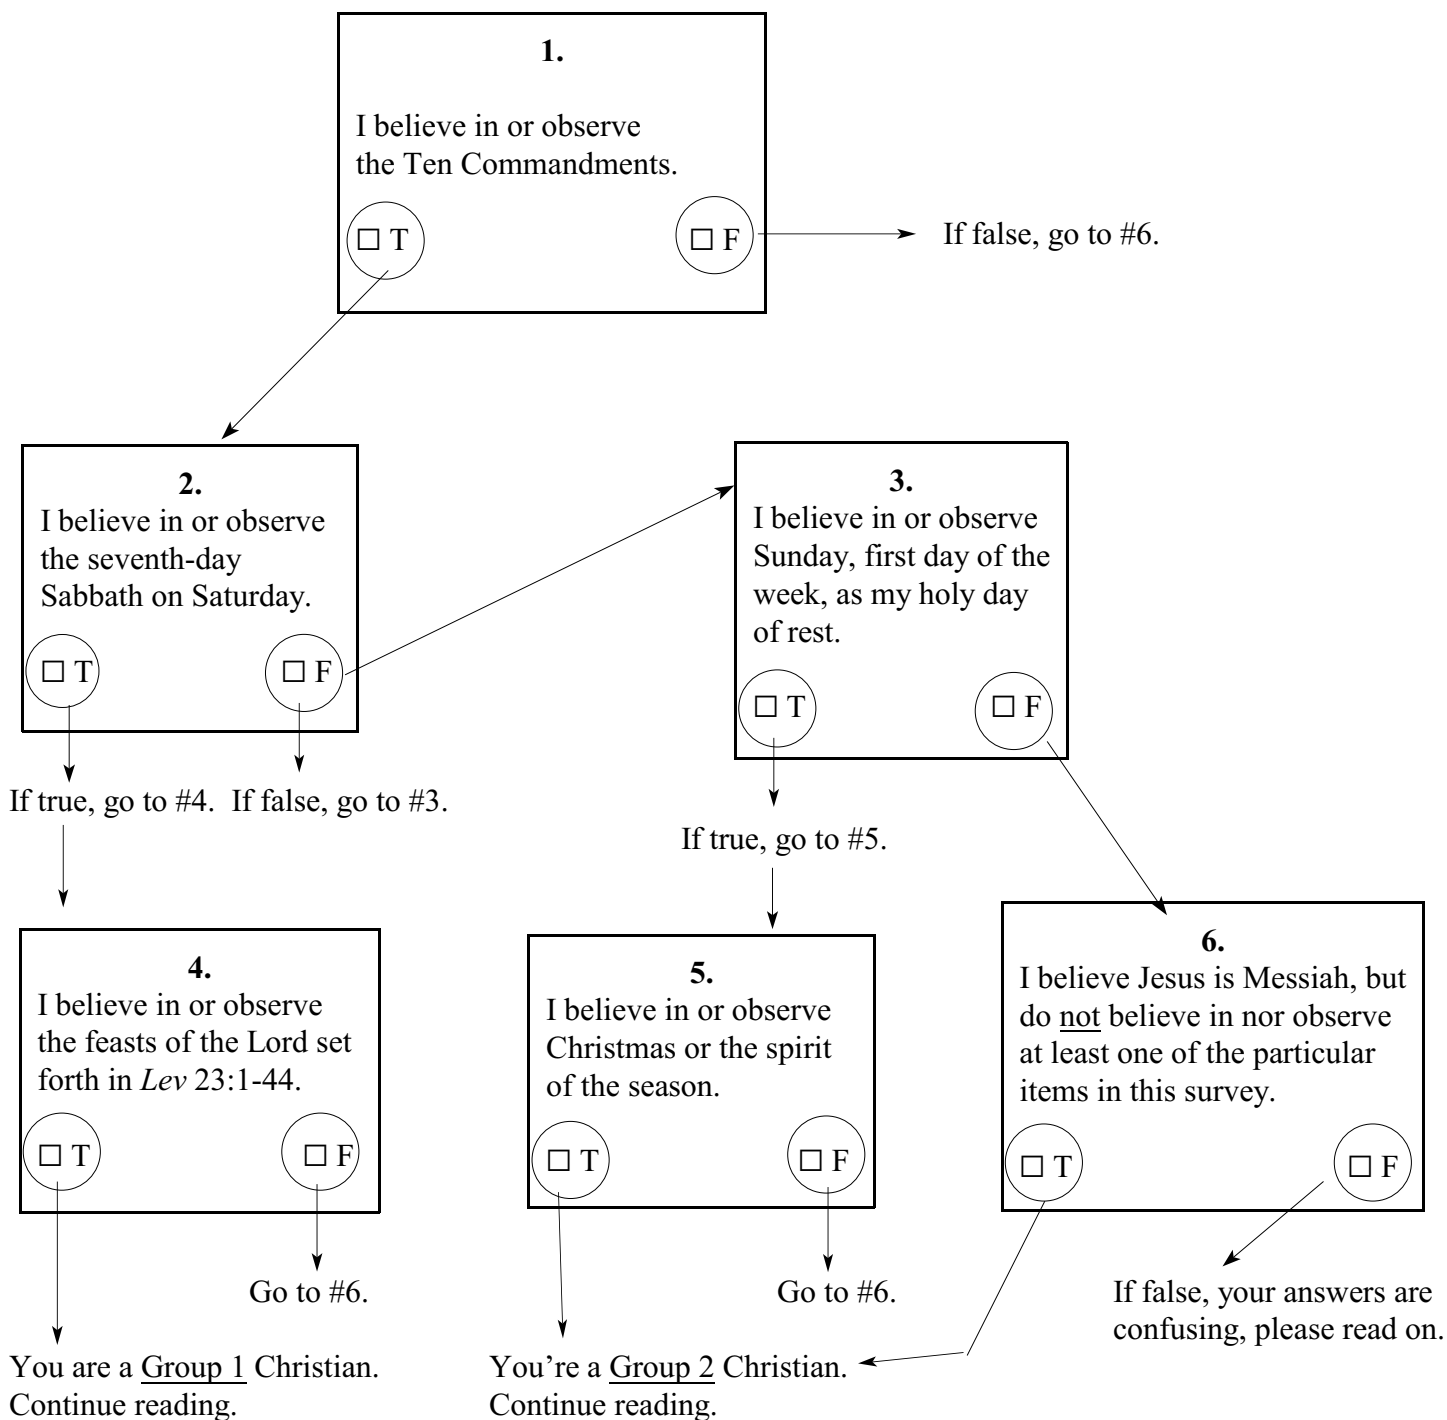 1.
I believe in or observe
the Ten Commandments.
☐ T
☐ F
If false, go to #6.
2.
I believe in or observe
the seventh-day
Sabbath on Saturday.
☐ T
☐ F
If true, go to #4.
If false, go to #3.
3.
I believe in or observe
Sunday, first day of the
week, as my holy day
of rest.
☐ T
☐ F
If true, go to #5.
4.
I believe in or observe
the feasts of the Lord set
forth in Lev 23:1-44.
☐ T
☐ F
Go to #6.
You are a Group 1 Christian.
Continue reading.
5.
I believe in or observe
Christmas or the spirit
of the season.
☐ T
☐ F
Go to #6.
You’re a Group 2 Christian.
Continue reading.
6.
I believe Jesus is Messiah, but
do not believe in nor observe
at least one of the particular
items in this survey.
☐ T
☐ F
If false, your answers are
confusing, please read on.